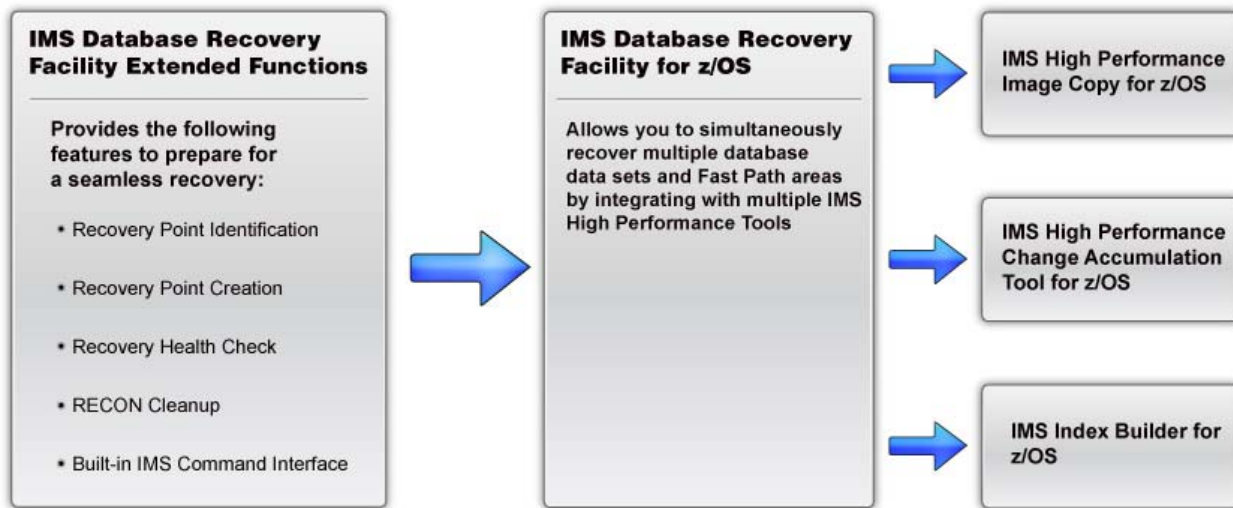 IMS Database Recovery
Facility Extended Functions
Provides the following
features to prepare for
a seamless recovery:
• Recovery Point Identification
• Recovery Point Creation
• Recovery Health Check
• RECON Cleanup
• Built-in IMS Command Interface
IMS Database Recovery
Facility for z/OS
Allows you to simultaneously
recover multiple database
data sets and Fast Path areas
by integrating with multiple IMS
High Performance Tools
IMS High Performance
Image Copy for z/OS
IMS High Performance
Change Accumulation
Tool for z/OS
IMS Index Builder for
z/OS